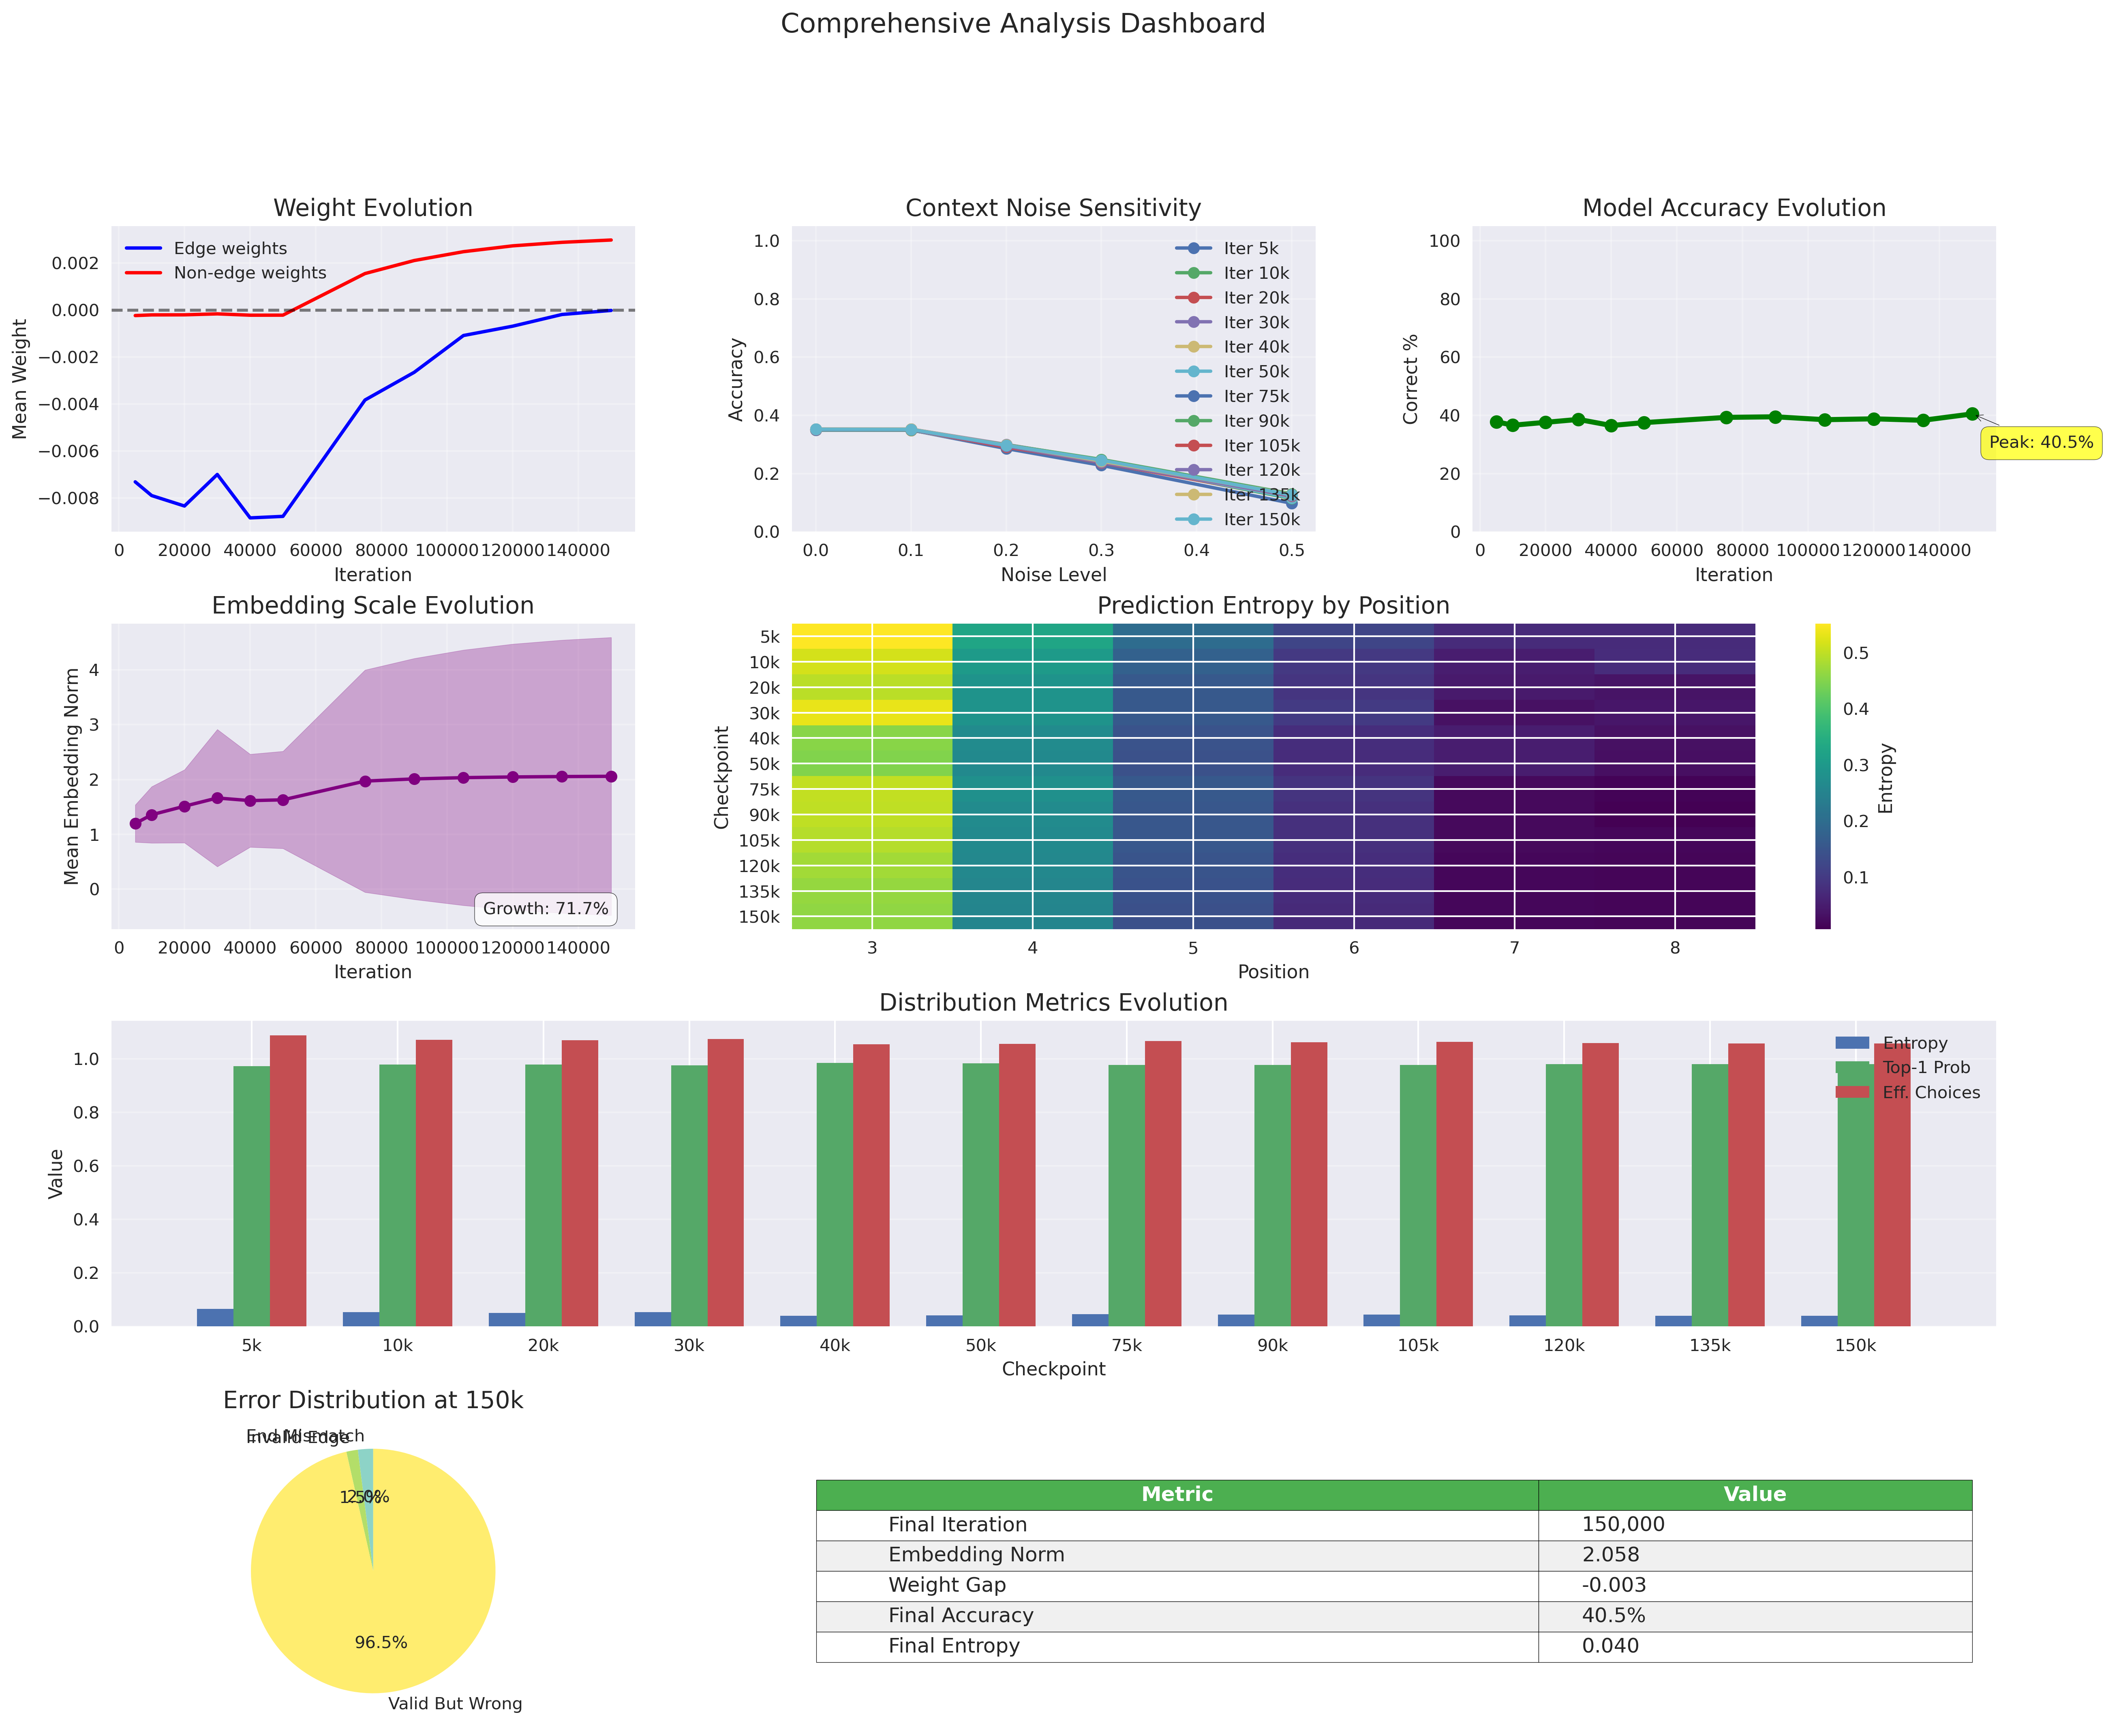 Comprehensive Analysis Dashboard
Weight Evolution
Edge weights
Non-edge weights
0.002
0.000
−0.002
−0.004
−0.006
−0.008
Mean Weight
0 20000 40000 60000 80000 100000 120000 140000
Iteration
Context Noise Sensitivity
1.0
0.8
0.6
0.4
0.2
0.0
Accuracy
Iter 5k
Iter 10k
Iter 20k
Iter 30k
Iter 40k
Iter 50k
Iter 75k
Iter 90k
Iter 105k
Iter 120k
Iter 135k
Iter 150k
0.0 0.1 0.2 0.3 0.4 0.5
Noise Level
Model Accuracy Evolution
100
80
60
40
20
0
Correct %
Peak: 40.5%
0 20000 40000 60000 80000 100000 120000 140000
Iteration
Embedding Scale Evolution
4
3
2
1
0
Mean Embedding Norm
Growth: 71.7%
0 20000 40000 60000 80000 100000 120000 140000
Iteration
Prediction Entropy by Position
5k
10k
20k
30k
40k
50k
75k
90k
105k
120k
135k
150k
Checkpoint
3 4 5 6 7 8
Position
0.5
0.4
0.3
0.2
0.1
Entropy
Distribution Metrics Evolution
1.0
0.8
0.6
0.4
0.2
0.0
Value
Entropy
Top-1 Prob
Eff. Choices
5k 10k 20k 30k 40k 50k 75k 90k 105k 120k 135k 150k
Checkpoint
Error Distribution at 150k
End Mismatch
Invalid Edge
2.0%
1.5%
96.5%
Valid But Wrong
Metric Value
Final Iteration 150,000
Embedding Norm 2.058
Weight Gap -0.003
Final Accuracy 40.5%
Final Entropy 0.040